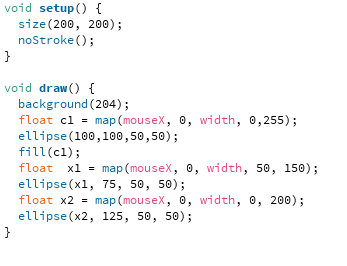 void setup() {
  size(200, 200);
  noStroke();
}

void draw() {
  background(204);
  float c1 = map(mouseX, 0, width, 0,255);
  ellipse(100,100,50,50);
  fill(c1);
  float  x1 = map(mouseX, 0, width, 50, 150);
  ellipse(x1, 75, 50, 50);
  float x2 = map(mouseX, 0, width, 0, 200);
  ellipse(x2, 125, 50, 50);
}